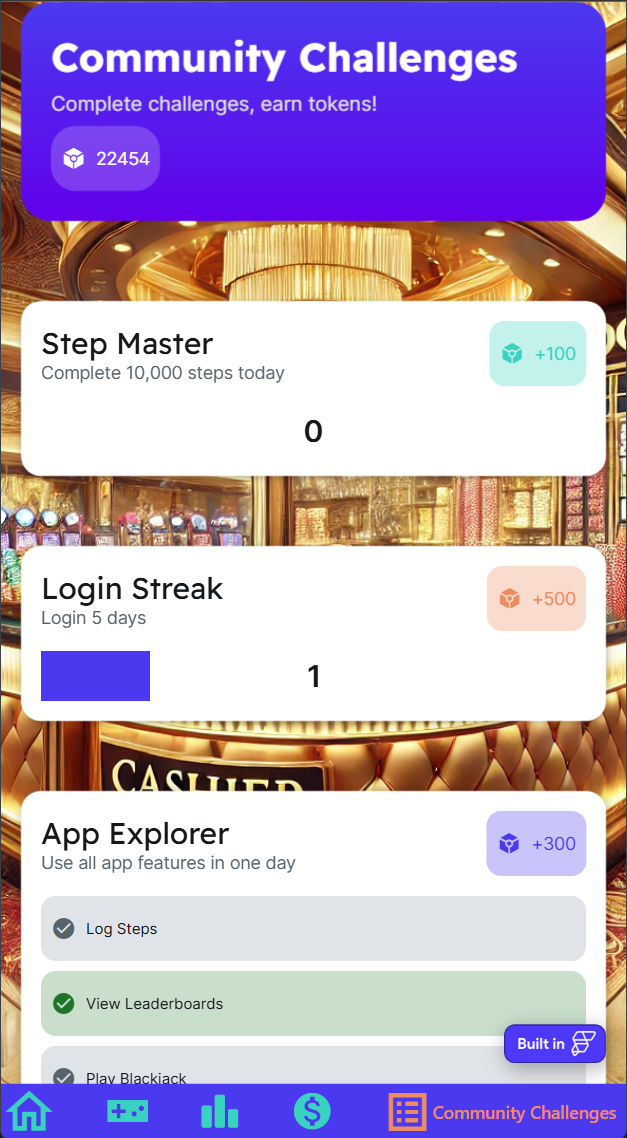 Community Challenges
Complete challenges, earn tokens!
22454
Step Master
+100
Complete 10,000 steps today
0
Login Streak
+500
Login 5 days
1
CASHIER
App Explorer
+300
Use all app features in one day
Log Steps
View Leaderboards
Built in
Play Blackjack
Community Challenges